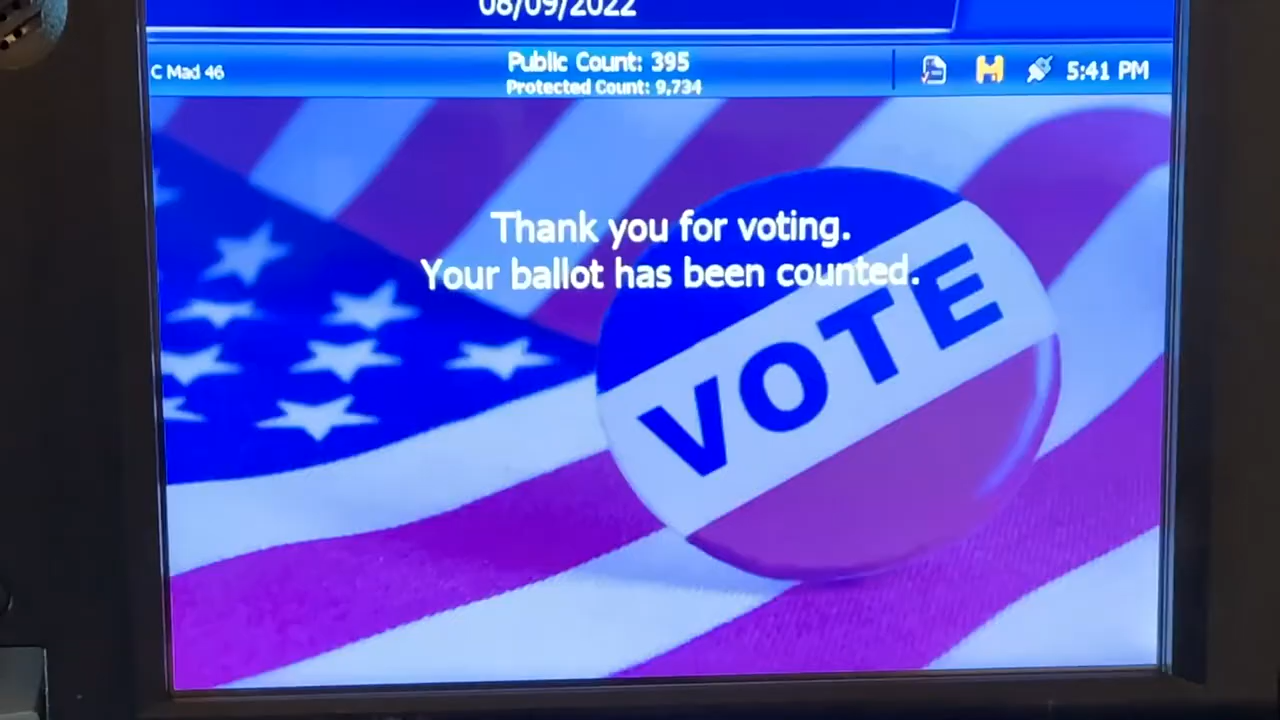 08/09/2022
C Mad 46
Public Count: 395
Protected Count: 9,734
5:41 PM
Thank you for voting.
Your ballot has been counted.
VOTE